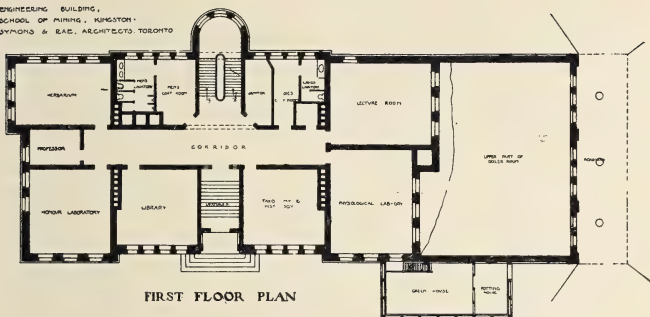 ENGINEERING BUILDING,
SCHOOL OF MINING, KINGSTON.
SYMONS & RAE, ARCHITECTS. TORONTO
HERBARIUM
MEN'S
LAVATORY
MEN'S
COAT ROOM
JANITOR
LADIES
LAVATORY
LECTURE ROOM
PROFESSOR
CORRIDOR
UPPER PART OF
BOILER ROOM
HONOUR LABORATORY
LIBRARY
PHYSIOLOGICAL LAB-ORY
GREEN HOUSE
POTTING
HOUSE
FIRST FLOOR PLAN